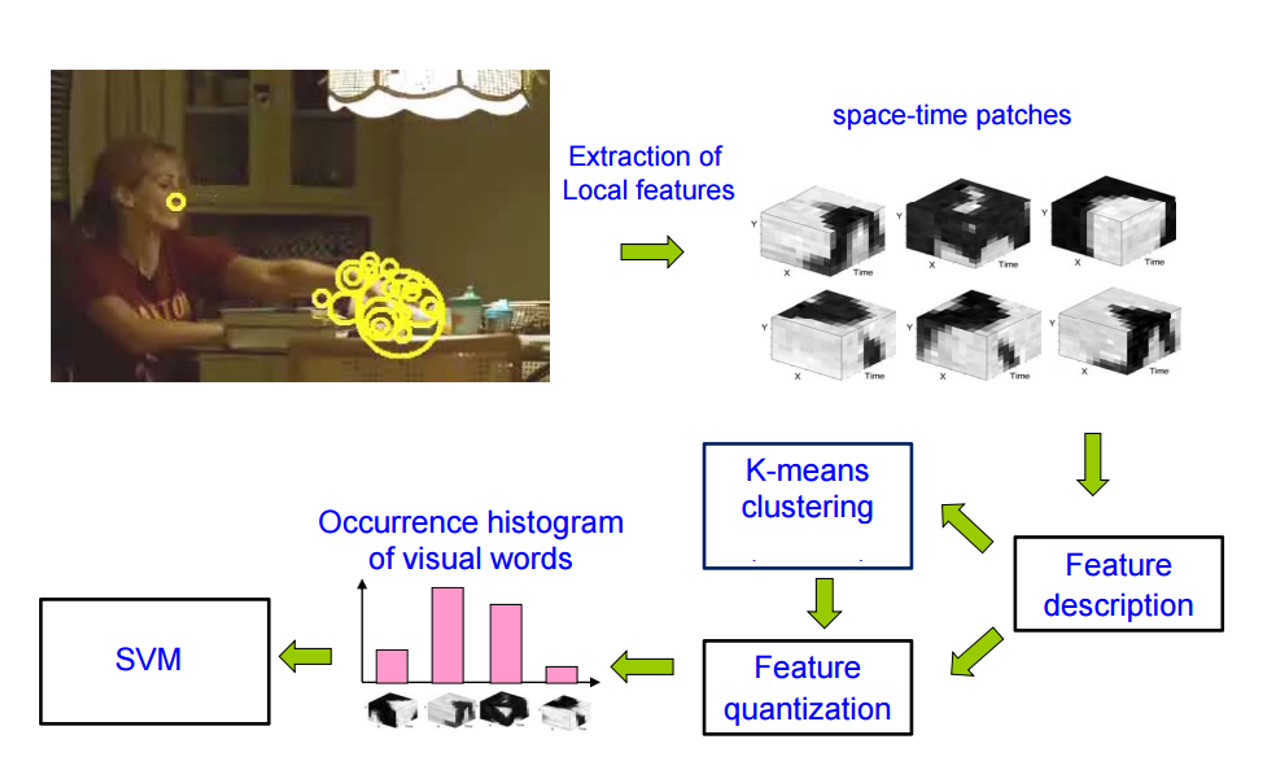 space-time patches
Extraction of
Local features
Y
X
Time
Y
X
Time
Y
X
Time
Y
X
Time
Y
X
Time
Y
X
Time
K-means
clustering
Feature
description
Occurrence histogram
of visual words
SVM
Feature
quantization